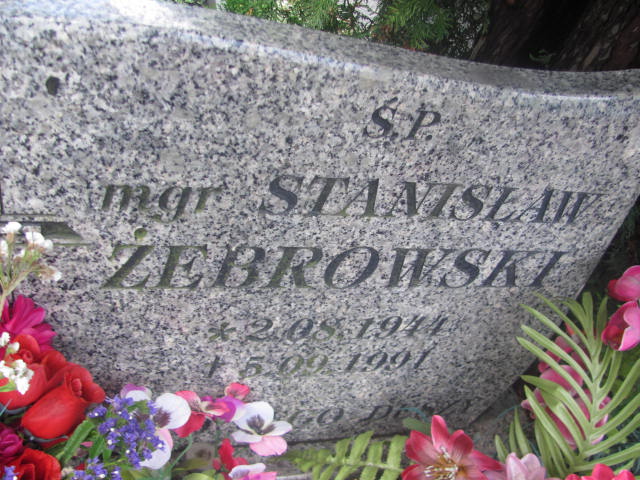 Ś.P.
mgr STANISŁAW
ŻEBROWSKI
* 2.08.1944
† 5.09.1991